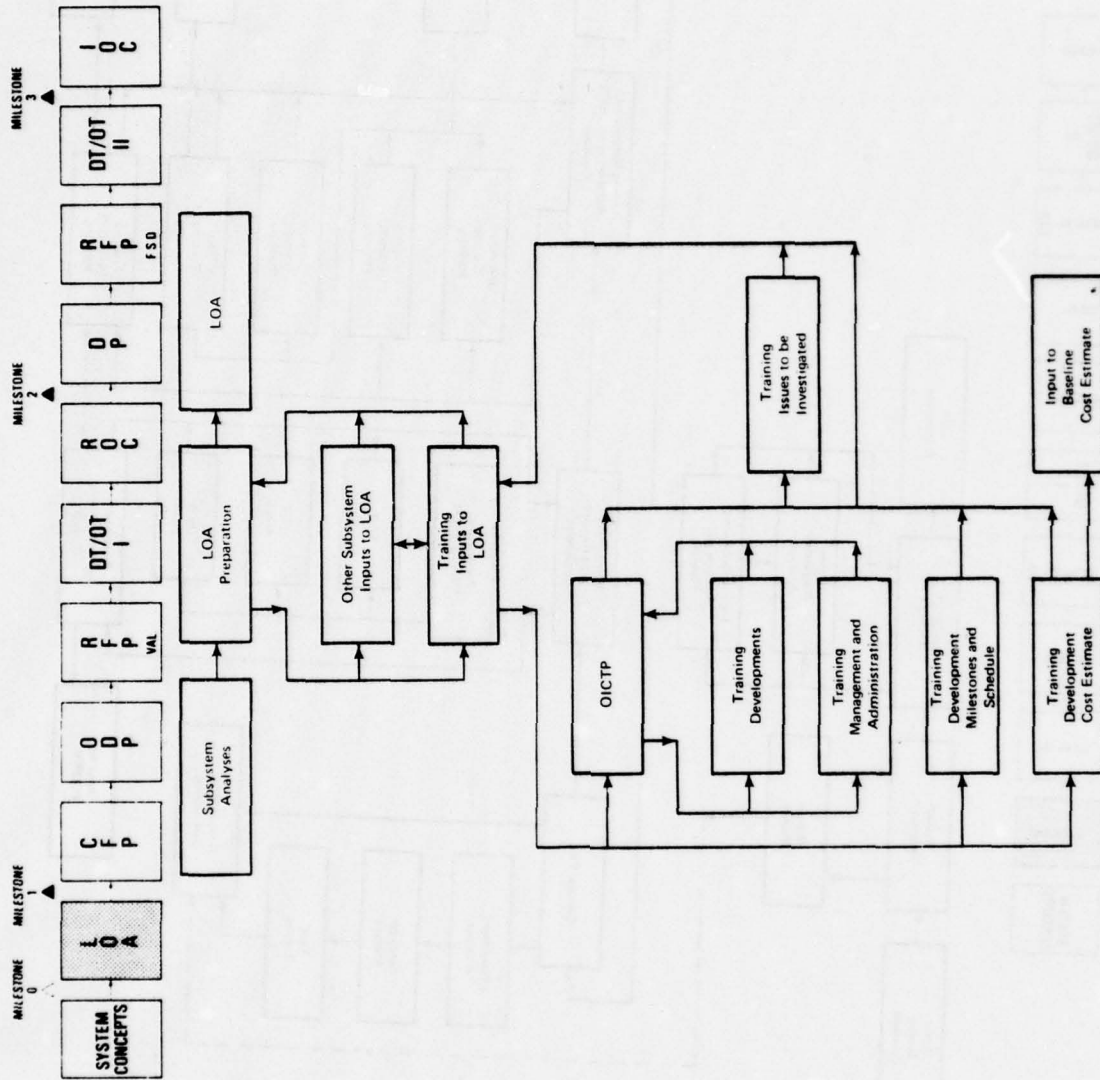 MILESTONE
0
MILESTONE
1
MILESTONE
2
MILESTONE
3
SYSTEM
CONCEPTS
L
O
A
C
F
P
O
D
P
R
F
P
VAL
DT/OT
I
R
O
C
D
P
R
F
P
FSD
DT/OT
II
I
O
C
Subsystem
Analyses
LOA
Preparation
LOA
Other Subsystem
Inputs to LOA
Training
Inputs to
LOA
OICTP
Training
Developments
Training
Management and
Administration
Training
Development
Milestones and
Schedule
Training
Development
Cost Estimate
Training
Issues to be
Investigated
Input to
Baseline
Cost Estimate